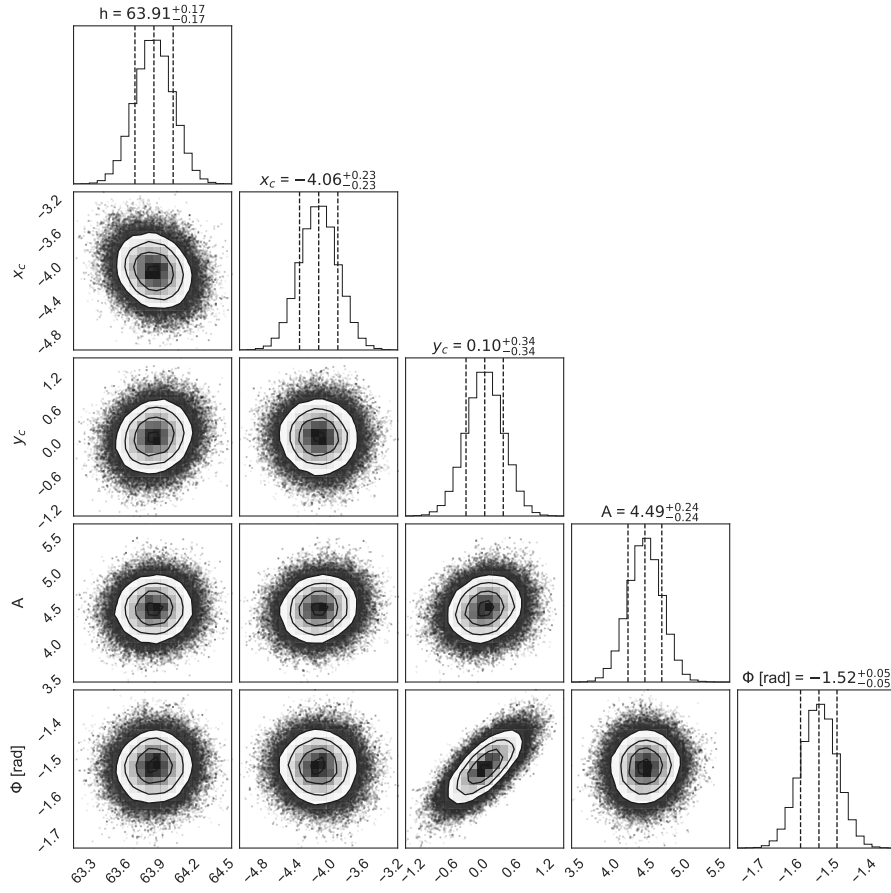 h = 63.91 +0.17 −0.17
x_c = −4.06 +0.23 −0.23
x_c
−3.2
−3.6
−4.0
−4.4
−4.8
y_c = 0.10 +0.34 −0.34
y_c
1.2
0.6
0.0
−0.6
−1.2
A = 4.49 +0.24 −0.24
A
5.5
5.0
4.5
4.0
3.5
Φ [rad] = −1.52 +0.05 −0.05
Φ [rad]
−1.4
−1.5
−1.6
−1.7
63.3 63.6 63.9 64.2 64.5 −4.8 −4.4 −4.0 −3.6 −3.2 −1.2 −0.6 0.0 0.6 1.2 3.5 4.0 4.5 5.0 5.5 −1.7 −1.6 −1.5 −1.4